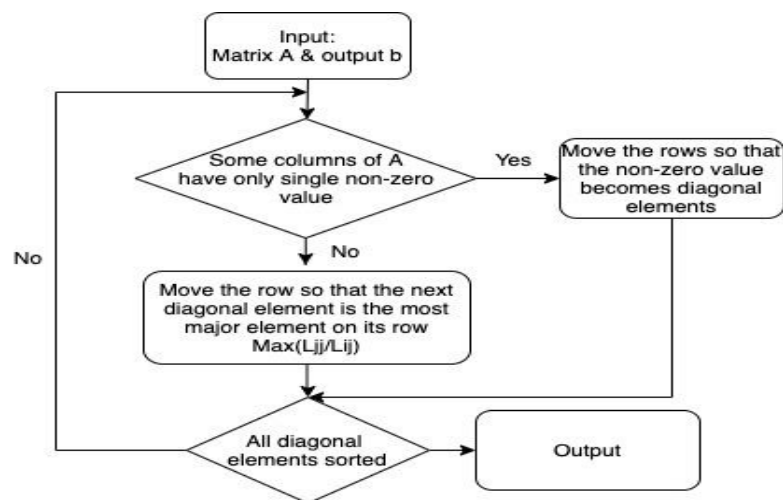 Input:
Matrix A & output b
Some columns of A
have only single non-zero
value
Yes
Move the rows so that
the non-zero value
becomes diagonal
elements
No
No
Move the row so that the next
diagonal element is the most
major element on its row
Max(Ljj/Lij)
All diagonal
elements sorted
Output